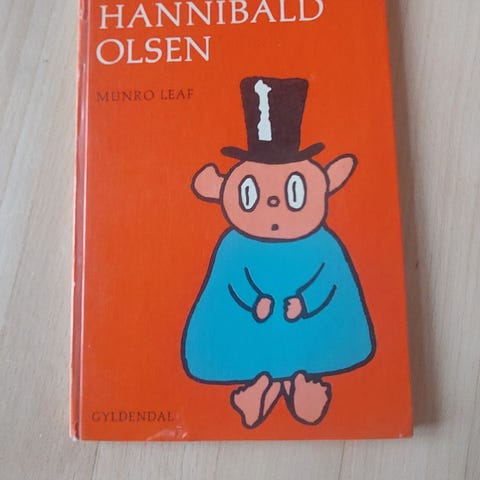 HANNIBALD
OLSEN
MUNRO LEAF
GYLDENDAL